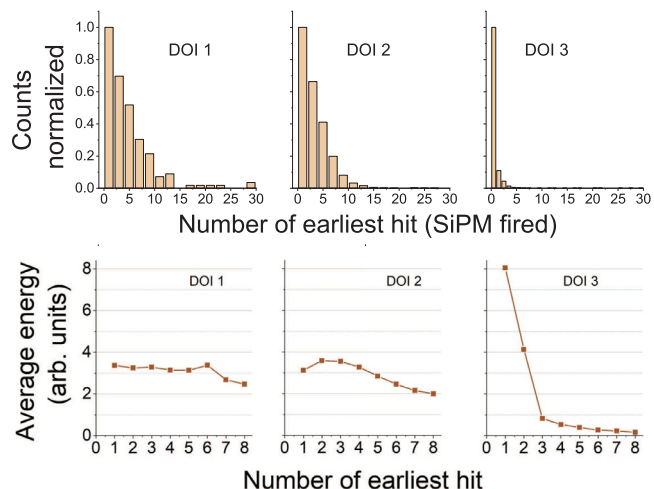 DOI 1
DOI 2
DOI 3
Counts
normalized
1.0
0.8
0.6
0.4
0.2
0.0
0 5 10 15 20 25 30
0 5 10 15 20 25 30
0 5 10 15 20 25 30
Number of earliest hit (SiPM fired)
DOI 1
DOI 2
DOI 3
Average energy
(arb. units)
8
6
4
2
0
0 1 2 3 4 5 6 7 8
0 1 2 3 4 5 6 7 8
0 1 2 3 4 5 6 7 8
Number of earliest hit